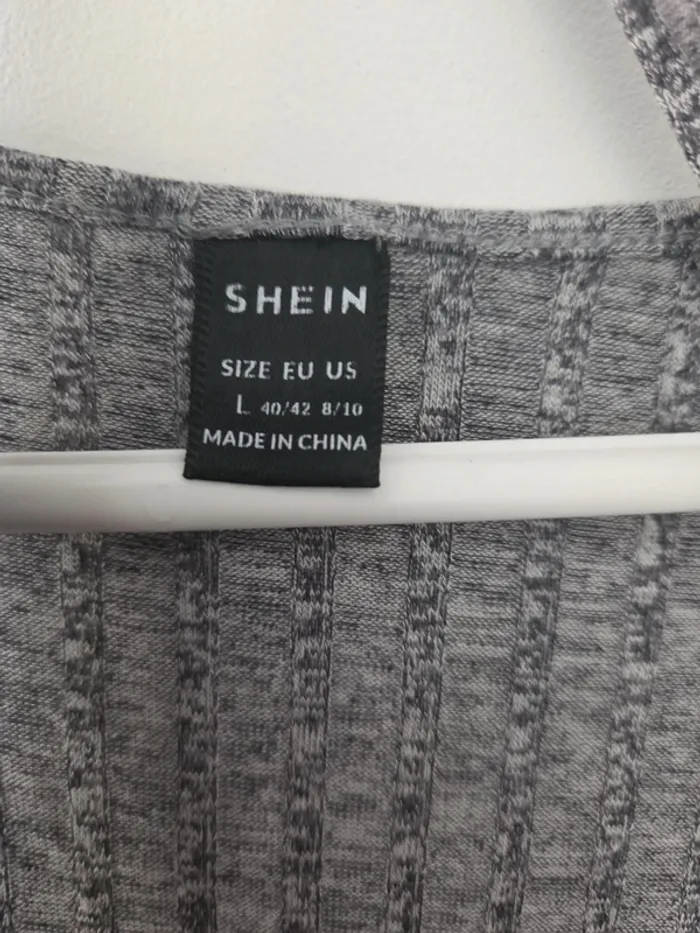 SHEIN
SIZE EU US
L 40/42 8/10
MADE IN CHINA